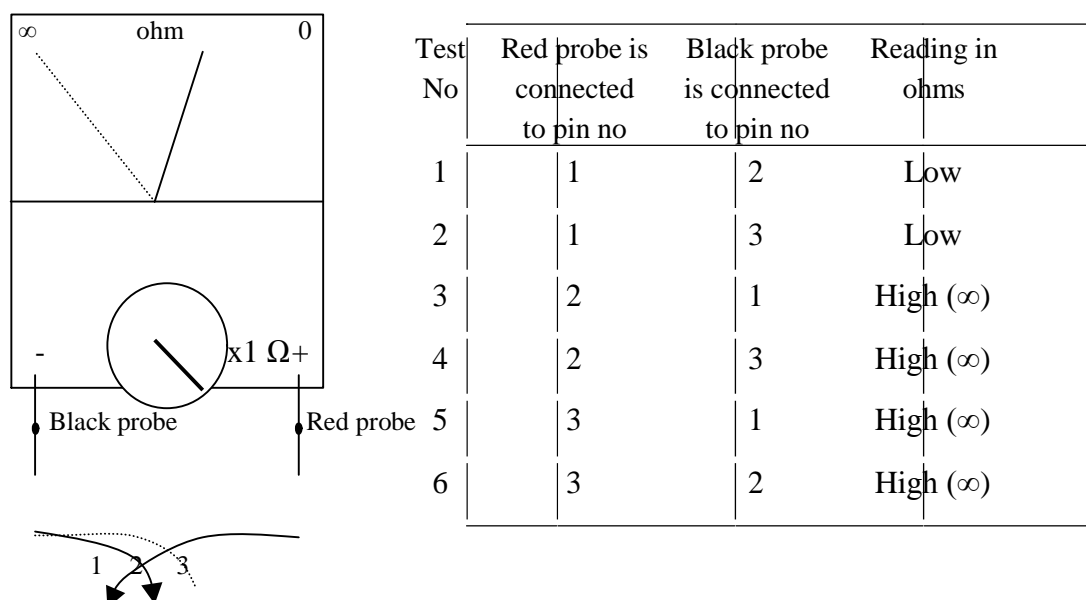 ∞ ohm 0
- x1 Ω+
Black probe Red probe
1 2 3
Test Red probe is Black probe Reading in
No connected is connected ohms
to pin no to pin no
1 1 2 Low
2 1 3 Low
3 2 1 High (∞)
4 2 3 High (∞)
5 3 1 High (∞)
6 3 2 High (∞)